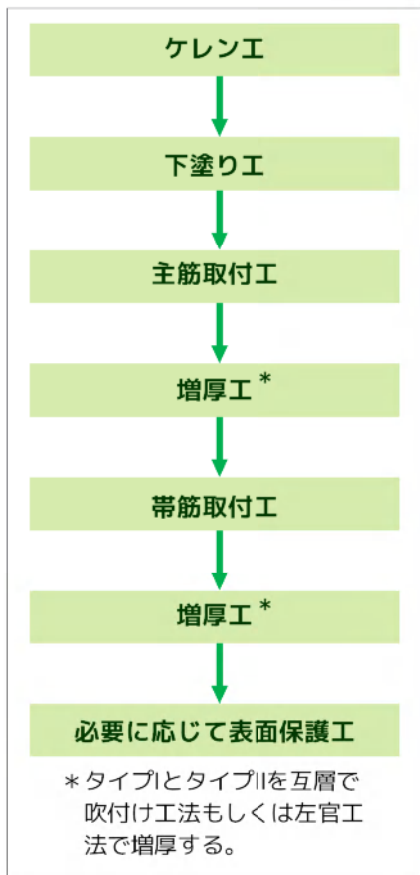 ケレン工
下塗り工
主筋取付工
増厚工*
帯筋取付工
増厚工*
必要に応じて表面保護工
*タイプIとタイプIIを互層で
吹付け工法もしくは左官工
法で増厚する。